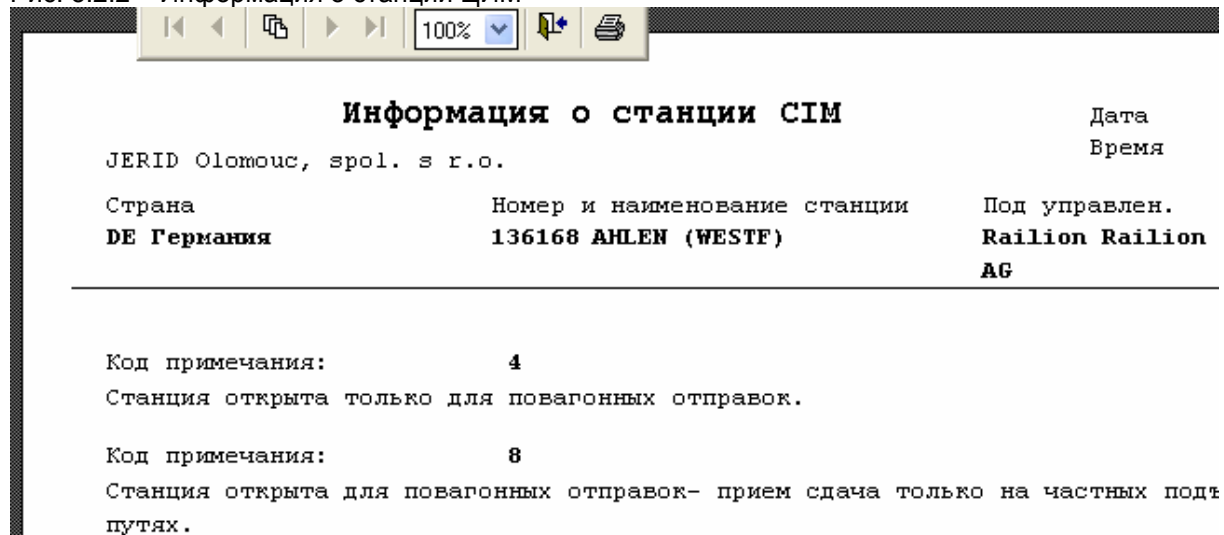 100%
Информация о станции CIM
Дата
Время
JERID Olomouc, spol. s r.o.
Страна Номер и наименование станции Под управлен.
DE Германия 136168 AHLEN (WESTF) Railion Railion
AG
Код примечания: 4
Станция открыта только для повагонных отправок.
Код примечания: 8
Станция открыта для повагонных отправок- прием сдача только на частных
путях.